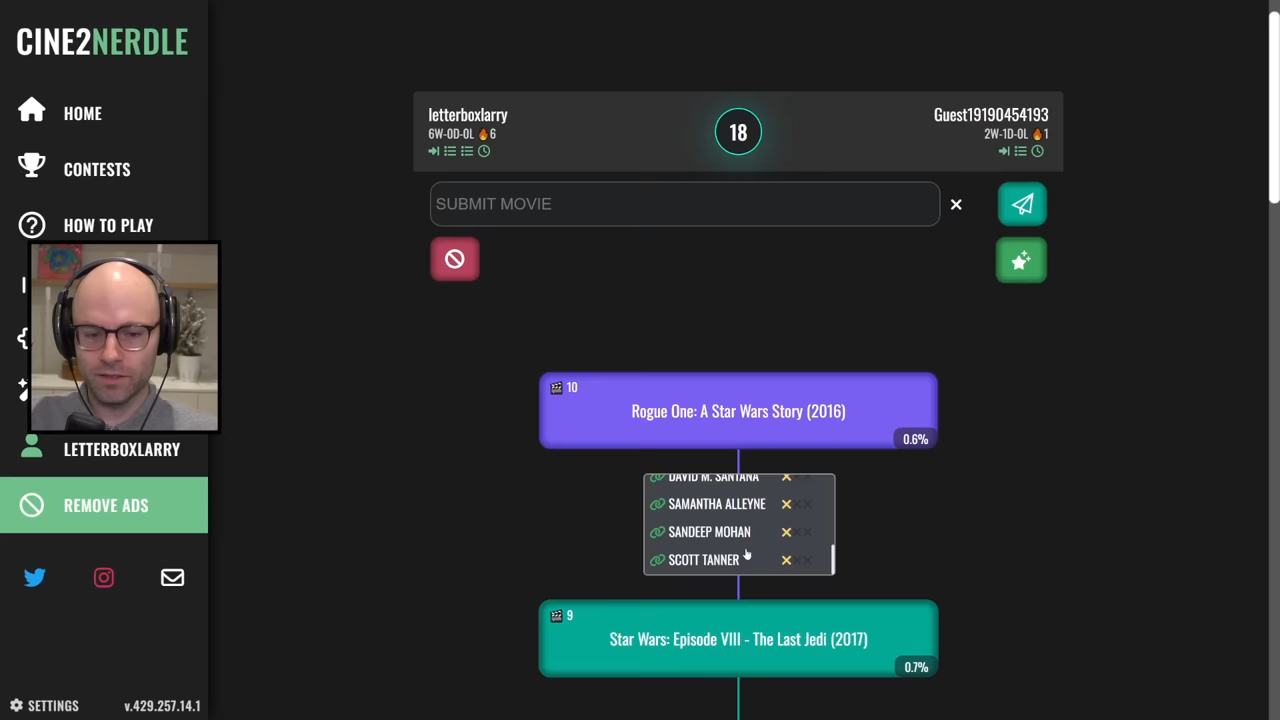 CINE2NERDLE
HOME
CONTESTS
HOW TO PLAY
LETTERBOXLARRY
REMOVE ADS
SETTINGS
v.429.257.14.1
letterboxlarry
6W-0D-0L 6
18
Guest19190454193
2W-1D-0L 1
SUBMIT MOVIE
10
Rogue One: A Star Wars Story (2016)
0.6%
DAVID M. SANTANA
SAMANTHA ALLEYNE
SANDEEP MOHAN
SCOTT TANNER
9
Star Wars: Episode VIII - The Last Jedi (2017)
0.7%